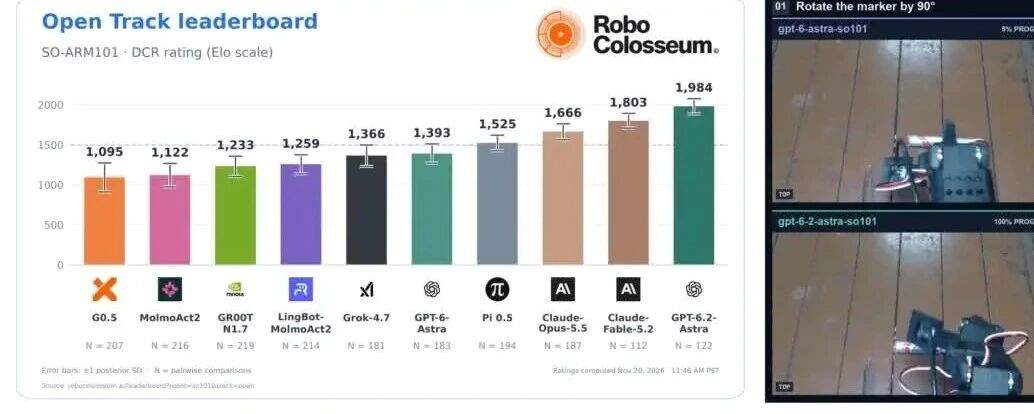 Open Track leaderboard
SO-ARM101 · DCR rating (Elo scale)
Robo
Colosseum®
2000
1500
1000
500
0
1,095
1,122
1,233
1,259
1,366
1,393
1,525
1,666
1,803
1,984
G0.5
MolmoAct2
GR00T
N1.7
LingBot-
MolmoAct2
Grok-4.7
GPT-6-
Astra
Pi 0.5
Claude-
Opus-5.5
Claude-
Fable-5.2
GPT-6.2-
Astra
N = 207
N = 216
N = 219
N = 214
N = 181
N = 183
N = 194
N = 187
N = 112
N = 122
Error bars: ±1 posterior SD · N = pairwise comparisons
Ratings computed Nov 20, 2026 11:46 AM PST
01 Rotate the marker by 90°
gpt-6-astra-so101
5% PROG
TOP
gpt-6-2-astra-so101
100% PROG
TOP